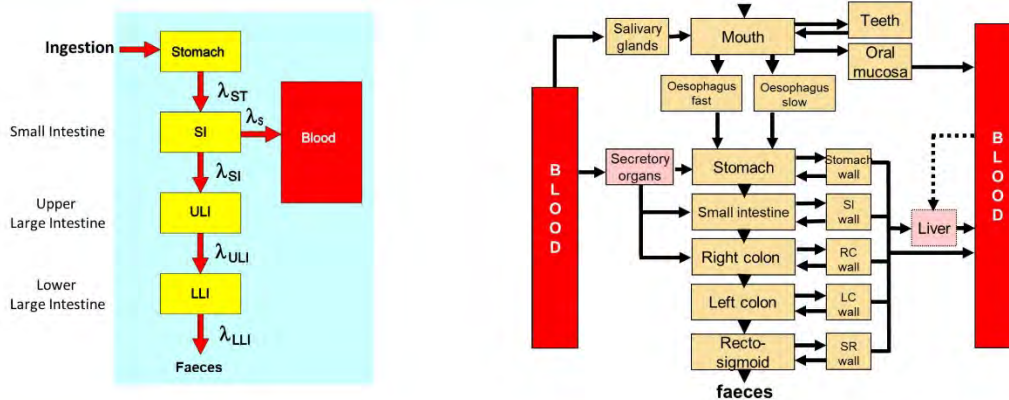 Ingestion
Stomach
λST
Small Intestine
SI
λs
Blood
λSI
Upper
Large Intestine
ULI
λULI
Lower
Large Intestine
LLI
λLLI
Faeces
BLOOD
Salivary
glands
Mouth
Teeth
Oral
mucosa
Oesophagus
fast
Oesophagus
slow
Secretory
organs
Stomach
Stomach
wall
Small intestine
SI
wall
Liver
Right colon
RC
wall
Left colon
LC
wall
Recto-
sigmoid
SR
wall
faeces
BLOOD